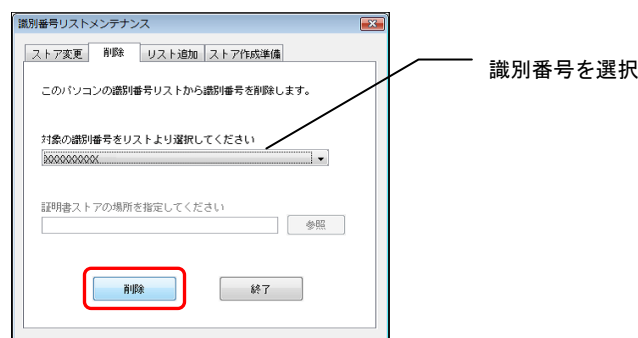 識別番号リストメンテナンス
ストア変更 削除 リスト追加 ストア作成準備
識別番号を選択
このパソコンの識別番号リストから識別番号を削除します。
対象の識別番号をリストより選択してください
XXXXXXXXX
証明書ストアの場所を指定してください
参照
削除 終了